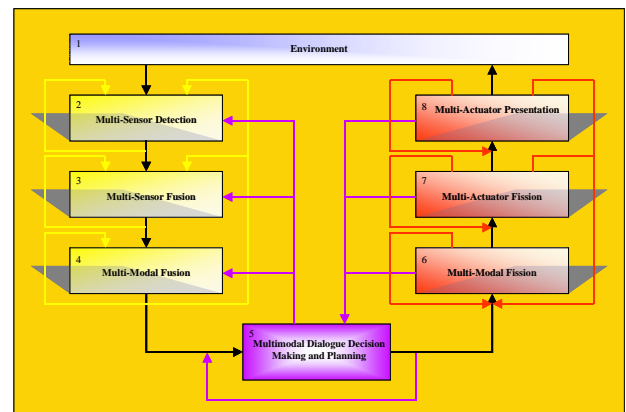 1
Environment
2
Multi-Sensor Detection
3
Multi-Sensor Fusion
4
Multi-Modal Fusion
5
Multimodal Dialogue Decision
Making and Planning
8
Multi-Actuator Presentation
7
Multi-Actuator Fission
6
Multi-Modal Fission